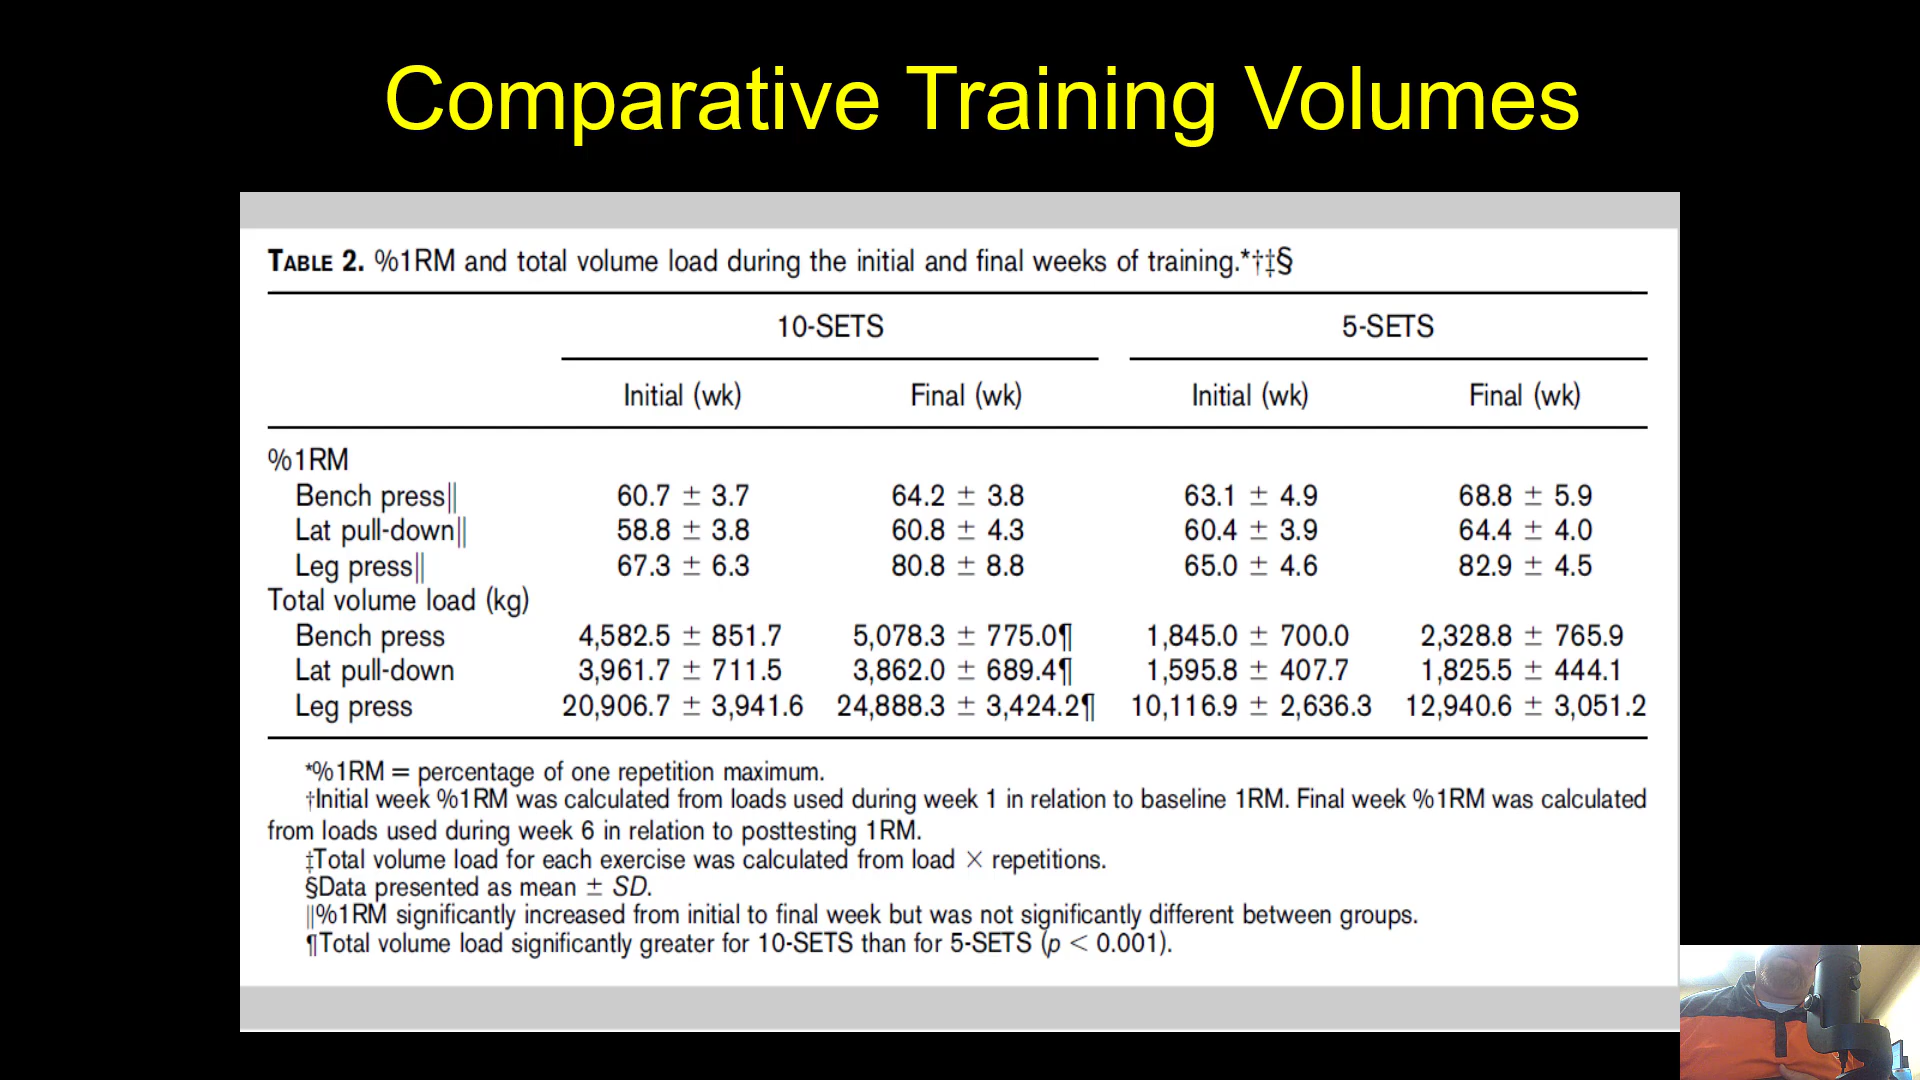 Comparative Training Volumes
TABLE 2. %1RM and total volume load during the initial and final weeks of training.*†‡§
10-SETS 5-SETS
Initial (wk) Final (wk) Initial (wk) Final (wk)
%1RM
Bench press|| 60.7 ± 3.7 64.2 ± 3.8 63.1 ± 4.9 68.8 ± 5.9
Lat pull-down|| 58.8 ± 3.8 60.8 ± 4.3 60.4 ± 3.9 64.4 ± 4.0
Leg press|| 67.3 ± 6.3 80.8 ± 8.8 65.0 ± 4.6 82.9 ± 4.5
Total volume load (kg)
Bench press 4,582.5 ± 851.7 5,078.3 ± 775.0¶ 1,845.0 ± 700.0 2,328.8 ± 765.9
Lat pull-down 3,961.7 ± 711.5 3,862.0 ± 689.4¶ 1,595.8 ± 407.7 1,825.5 ± 444.1
Leg press 20,906.7 ± 3,941.6 24,888.3 ± 3,424.2¶ 10,116.9 ± 2,636.3 12,940.6 ± 3,051.2
*%1RM = percentage of one repetition maximum.
†Initial week %1RM was calculated from loads used during week 1 in relation to baseline 1RM. Final week %1RM was calculated
from loads used during week 6 in relation to posttesting 1RM.
‡Total volume load for each exercise was calculated from load × repetitions.
§Data presented as mean ± SD.
||%1RM significantly increased from initial to final week but was not significantly different between groups.
¶Total volume load significantly greater for 10-SETS than for 5-SETS (p < 0.001).